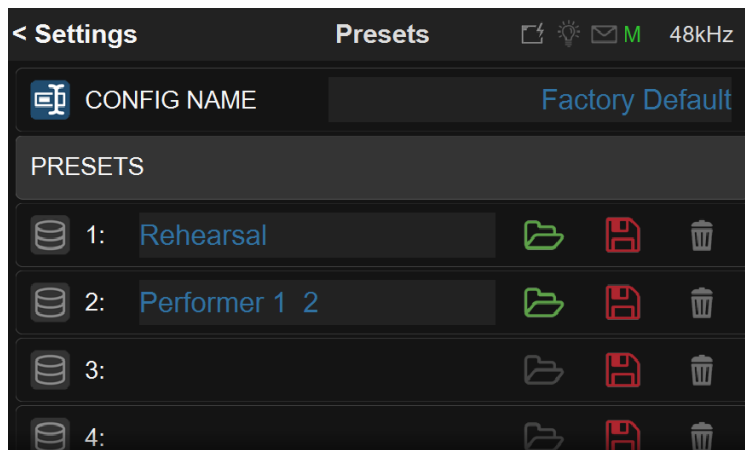 < Settings Presets M 48kHz
CONFIG NAME Factory Default
PRESETS
1: Rehearsal
2: Performer 1  2
3:
4: